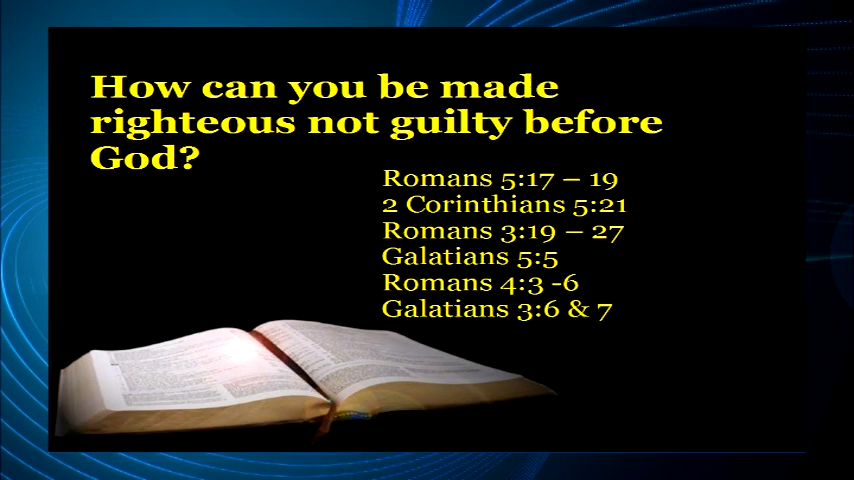 How can you be made
righteous not guilty before
God?
Romans 5:17 – 19
2 Corinthians 5:21
Romans 3:19 – 27
Galatians 5:5
Romans 4:3 -6
Galatians 3:6 & 7